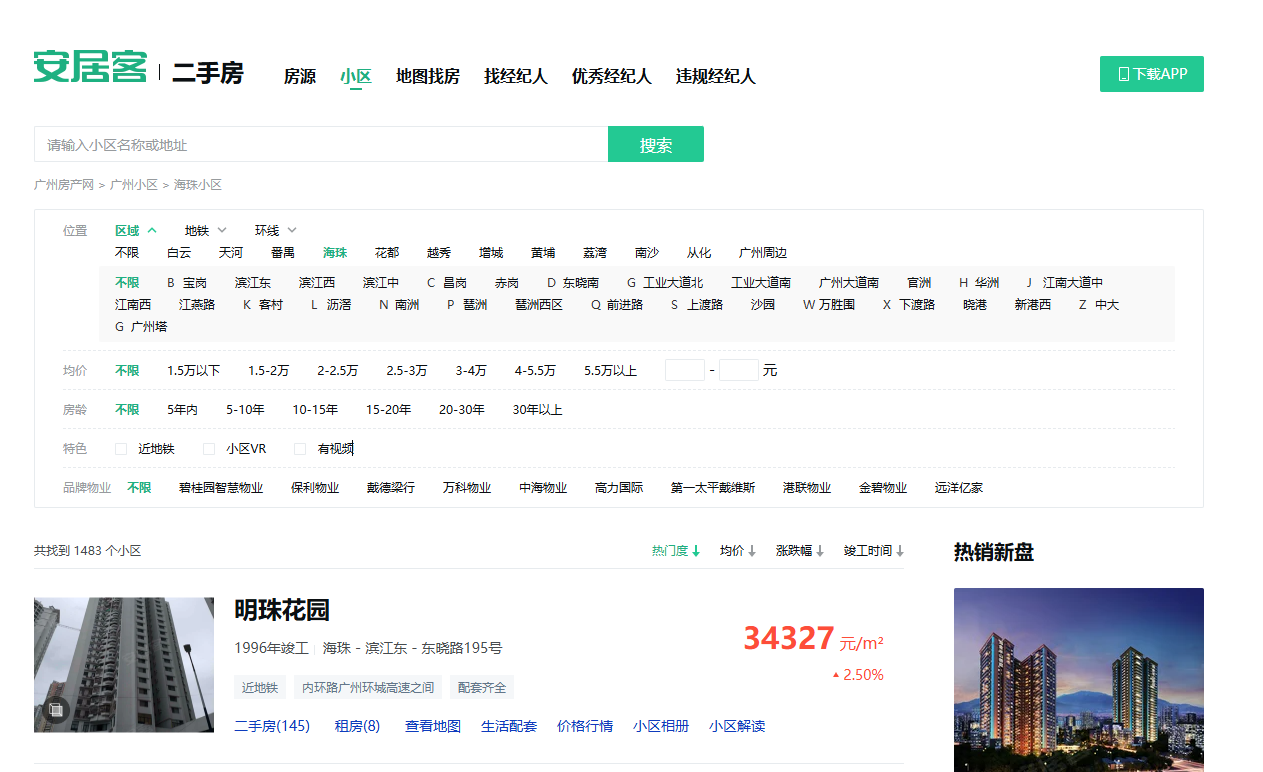 安居客 二手房 房源 小区 地图找房 找经纪人 优秀经纪人 违规经纪人 下载APP
请输入小区名称或地址 搜索
广州房产网 > 广州小区 > 海珠小区
位置 区域 地铁 环线
不限 白云 天河 番禺 海珠 花都 越秀 增城 黄埔 荔湾 南沙 从化 广州周边
不限 B 宝岗 滨江东 滨江西 滨江中 C 昌岗 赤岗 D 东晓南 G 工业大道北 工业大道南 广州大道南 官洲 H 华洲 J 江南大道中
江南西 江燕路 K 客村 L 沥滘 N 南洲 P 琶洲 琶洲西区 Q 前进路 S 上渡路 沙园 W 万胜围 X 下渡路 晓港 新港西 Z 中大
G 广州塔
均价 不限 1.5万以下 1.5-2万 2-2.5万 2.5-3万 3-4万 4-5.5万 5.5万以上 - 元
房龄 不限 5年内 5-10年 10-15年 15-20年 20-30年 30年以上
特色 近地铁 小区VR 有视频
品牌物业 不限 碧桂园智慧物业 保利物业 戴德梁行 万科物业 中海物业 高力国际 第一太平戴维斯 港联物业 金碧物业 远洋亿家
共找到 1483 个小区 热门度 均价 涨跌幅 竣工时间
热销新盘
明珠花园
1996年竣工 海珠 - 滨江东 - 东晓路195号
34327 元/m²
2.50%
近地铁 内环路广州环城高速之间 配套齐全
二手房(145) 租房(8) 查看地图 生活配套 价格行情 小区相册 小区解读